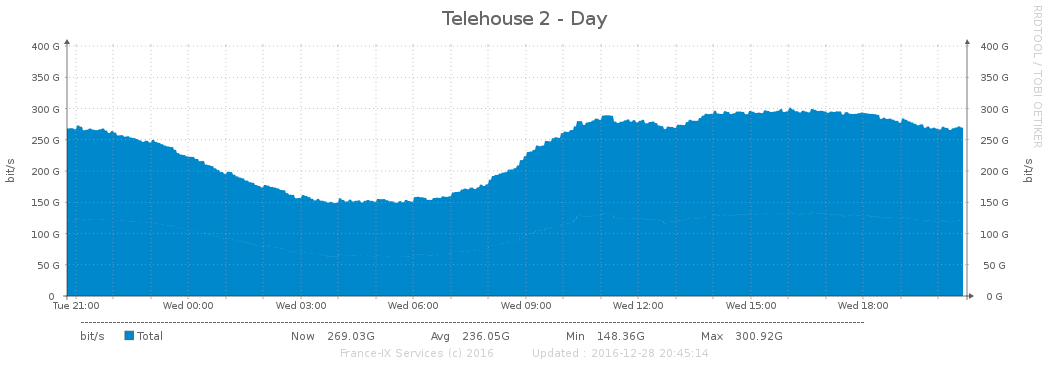 Telehouse 2 - Day
RRDTOOL / TOBI OETIKER
400 G 400 G
350 G 350 G
300 G 300 G
250 G 250 G
200 G 200 G
150 G 150 G
100 G 100 G
50 G 50 G
0 0 G
bit/s bit/s
Tue 21:00 Wed 00:00 Wed 03:00 Wed 06:00 Wed 09:00 Wed 12:00 Wed 15:00 Wed 18:00
bit/s Total Now 269.03G Avg 236.05G Min 148.36G Max 300.92G
France-IX Services (c) 2016 Updated : 2016-12-28 20:45:14